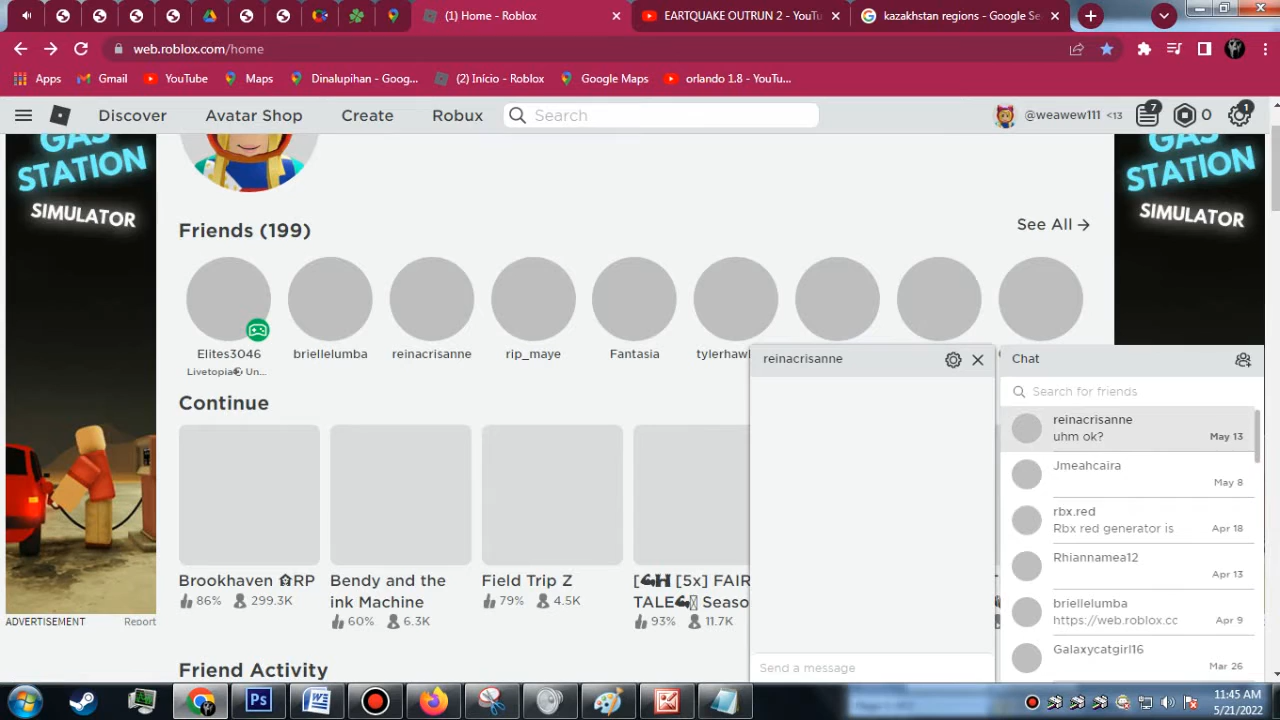 (1) Home - Roblox
EARTQUAKE OUTRUN 2 - YouTu
kazakhstan regions - Google Se
web.roblox.com/home
Apps
Gmail
YouTube
Maps
Dinalupihan - Goog...
(2) Início - Roblox
Google Maps
orlando 1.8 - YouTu...
Discover
Avatar Shop
Create
Robux
Search
@weawew111 <13
7
0
1
GAS
STATION
SIMULATOR
GAS
STATION
SIMULATOR
Friends (199)
See All →
Elites3046
Livetopia Un...
briellelumba
reinacrisanne
rip_maye
Fantasia
tylerhawl
Continue
Brookhaven RP
86% 299.3K
Bendy and the
ink Machine
60% 6.3K
Field Trip Z
79% 4.5K
[5x] FAIR
TALE Seaso
93% 11.7K
ADVERTISEMENT
Report
Friend Activity
reinacrisanne
Send a message
Chat
Search for friends
reinacrisanne
uhm ok?
May 13
Jmeahcaira
May 8
rbx.red
Rbx red generator is
Apr 18
Rhiannamea12
Apr 13
briellelumba
https://web.roblox.cc
Apr 9
Galaxycatgirl16
Mar 26
11:45 AM
5/21/2022